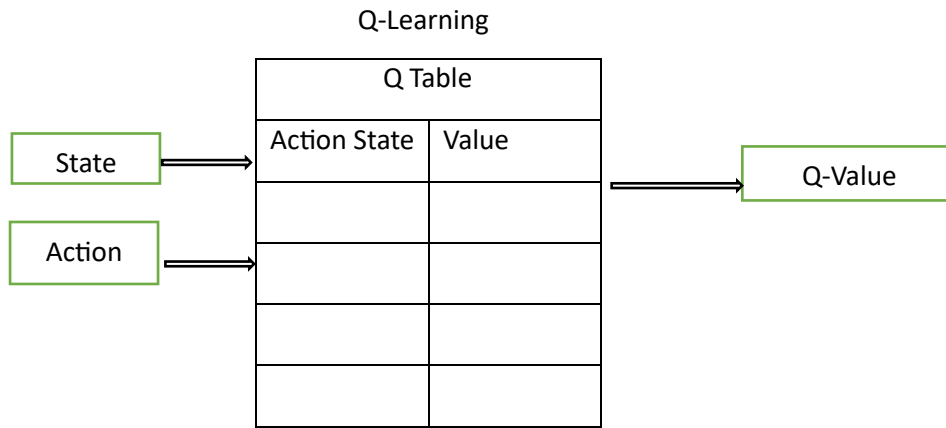 Q-Learning
Q Table
Action State
Value
State
Action
Q-Value